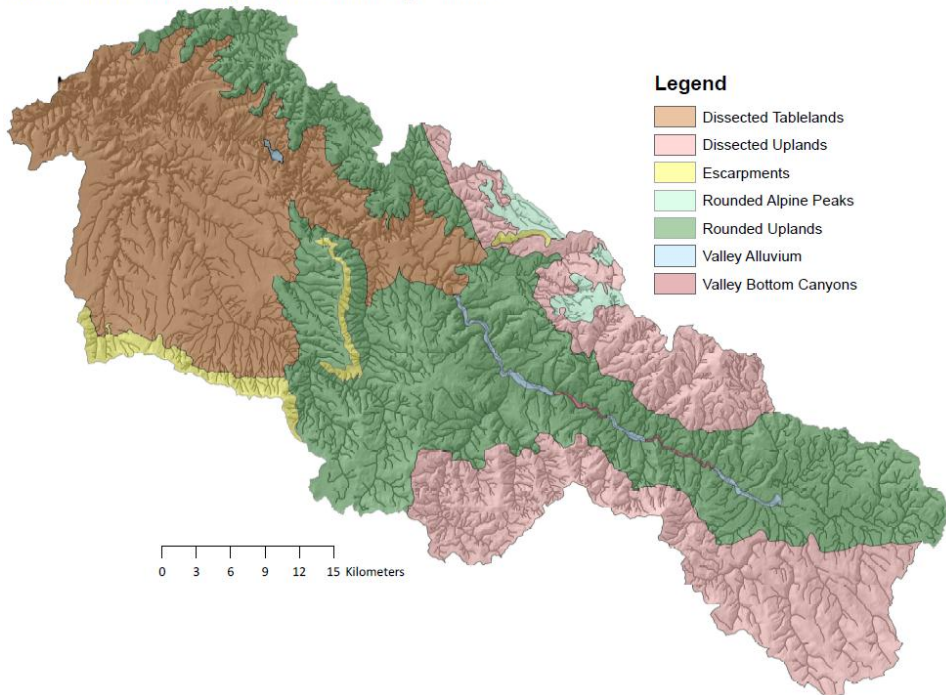 Legend
Dissected Tablelands
Dissected Uplands
Escarpments
Rounded Alpine Peaks
Rounded Uplands
Valley Alluvium
Valley Bottom Canyons
0 3 6 9 12 15 Kilometers